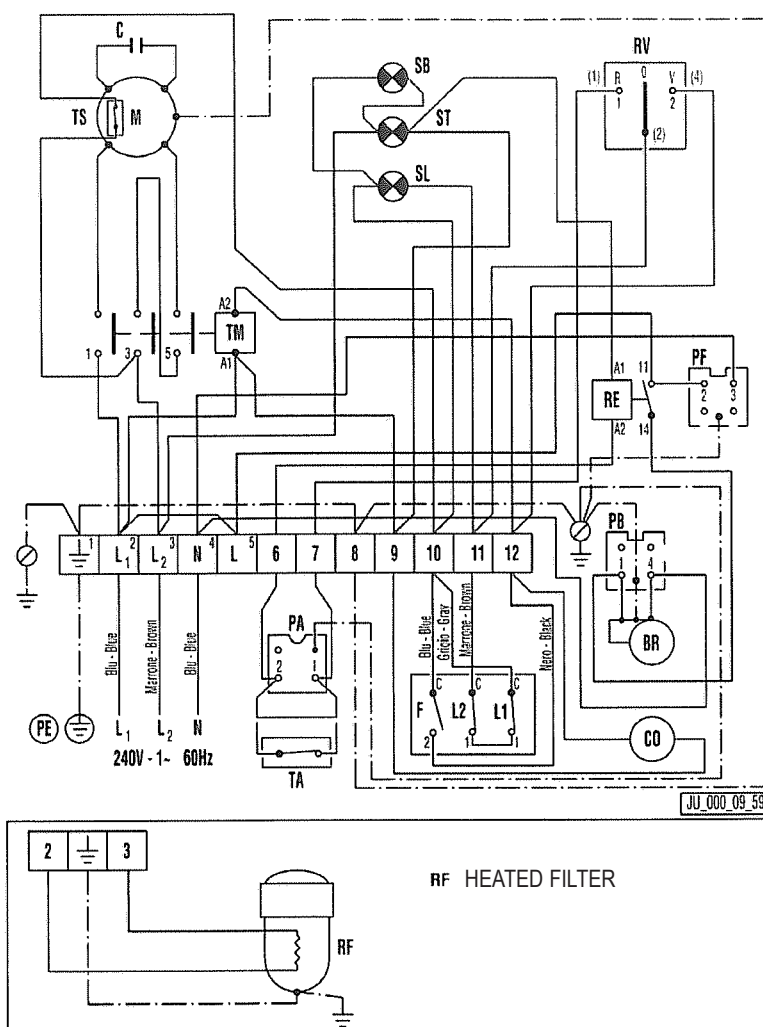 C
SB
RV
(1) R 0 V (4)
1 2
TS M
ST
(2)
SL
A2
TM
1 3 5
A1
PF
A1 11
2 3
RE
A2 14
PB
1 2 3 4 5
L1 L2 N L 6 7 8 9 10 11 12
1 4
PA
2 1
BR
Blu - Blue
Marrone - Brown
Blu - Blue
Blu - Blue
Gricio - Gray
Marrone - Brown
Nero - Black
C C C
F L2 L1
2 1 1
PE L1 L2 N
240V - 1~ 60Hz
TA
CO
JU_000_09_59
2 3
RF HEATED FILTER
RF